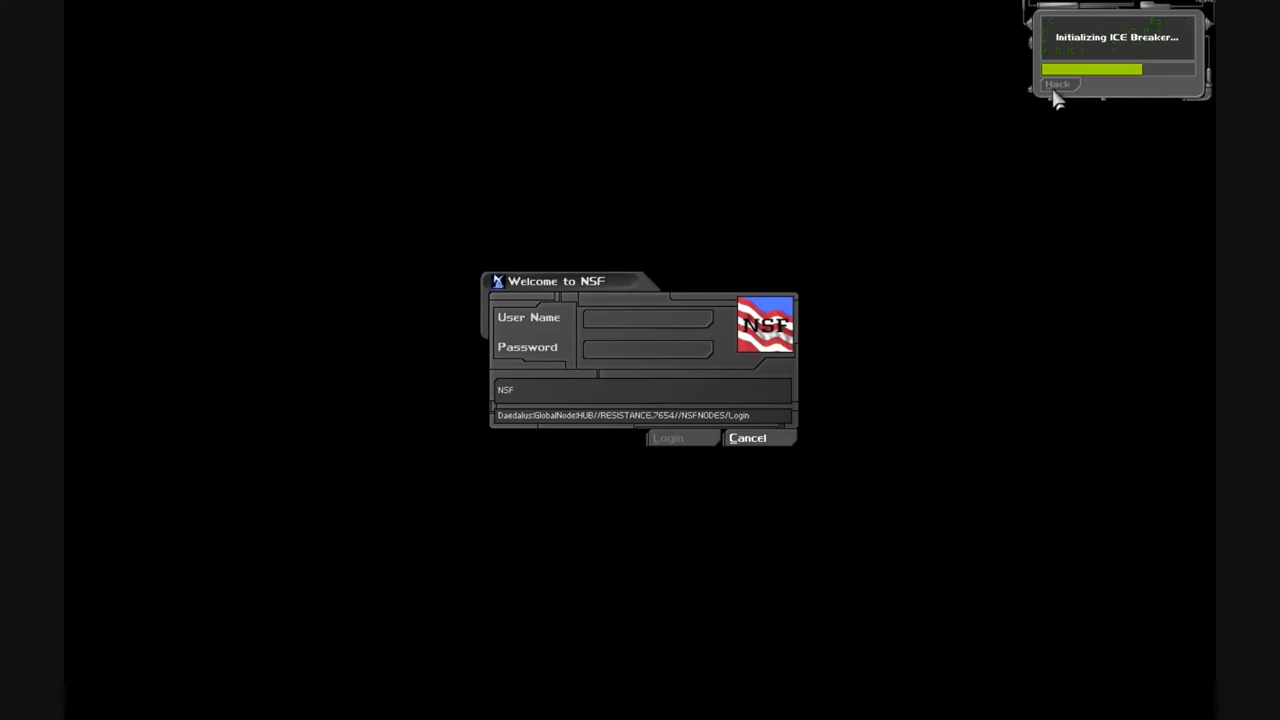 Initializing ICE Breaker...
Hack
Welcome to NSF
User Name
Password
NSF
NSF
Daedalus:GlobalNode:HUB//RESISTANCE.7654//NSFNODES/Login
Login
Cancel